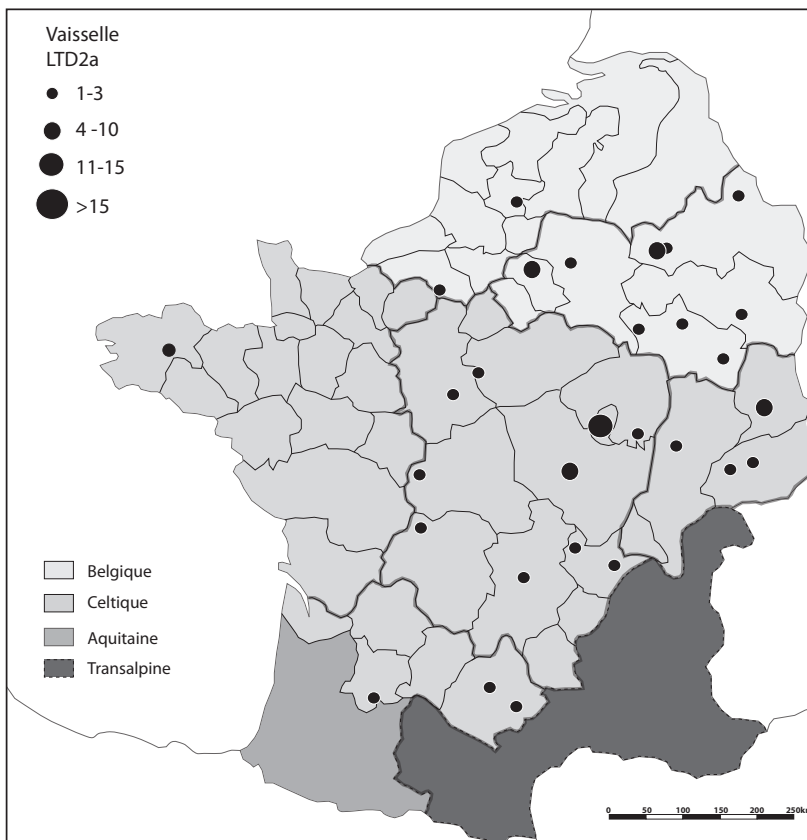 Vaisselle
LTD2a
1-3
4 -10
11-15
>15
Belgique
Celtique
Aquitaine
Transalpine
0 50 100 150 200 250km